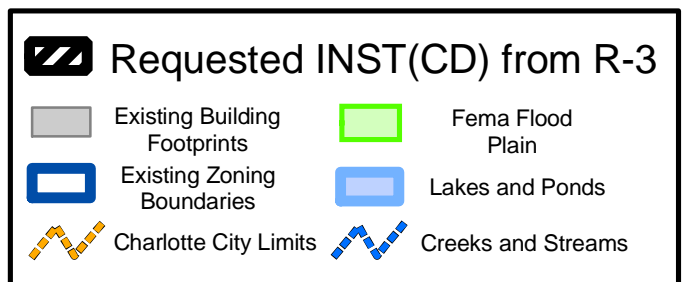 Requested INST(CD) from R-3
Existing Building
Footprints
Fema Flood
Plain
Existing Zoning
Boundaries
Lakes and Ponds
Charlotte City Limits
Creeks and Streams